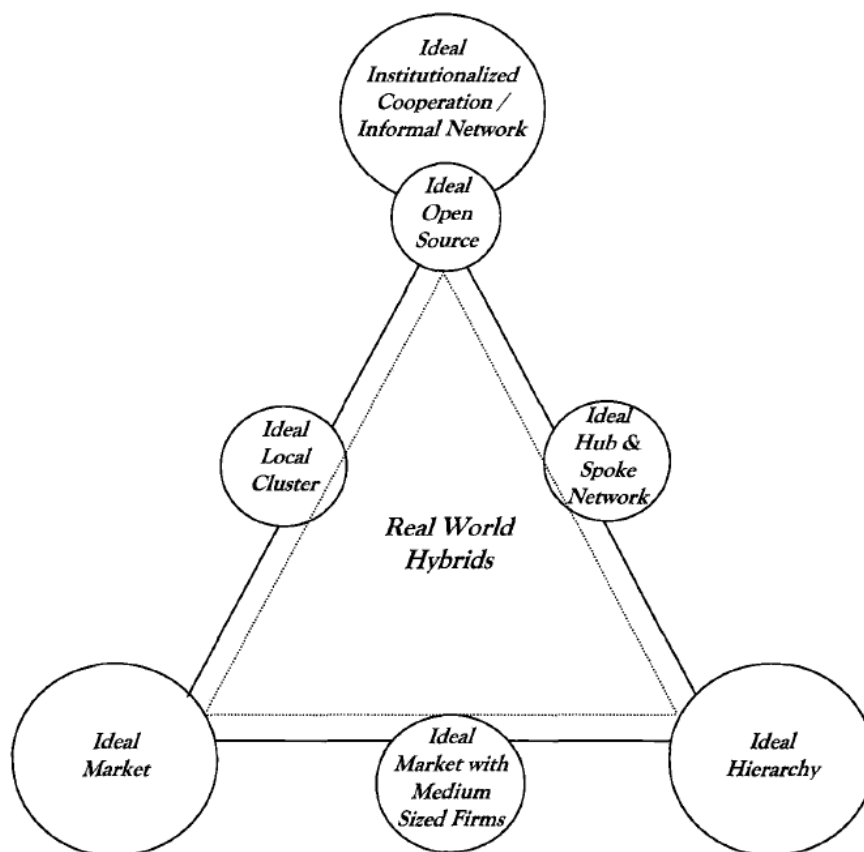 Ideal
Institutionalized
Cooperation /
Informal Network
Ideal
Open
Source
Ideal
Local
Cluster
Ideal
Hub &
Spoke
Network
Real World
Hybrids
Ideal
Market
Ideal
Market with
Medium
Sized Firms
Ideal
Hierarchy